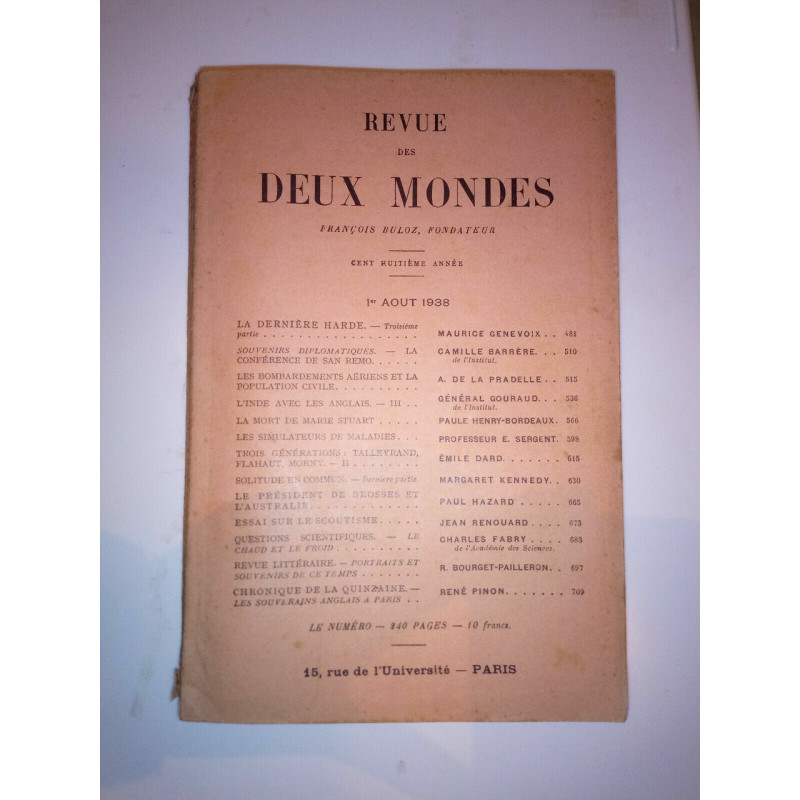 REVUE
DES
DEUX MONDES
FRANÇOIS BULOZ, FONDATEUR
CENT HUITIÈME ANNÉE
1er AOUT 1938
LA DERNIÈRE HARDE. — Troisième
partie . . . . . . . . . . . . . . . . . . MAURICE GENEVOIX . . 481
SOUVENIRS DIPLOMATIQUES. — LA CAMILLE BARRÈRE. . . 510
CONFÉRENCE DE SAN REMO. . . . . . de l'Institut.
LES BOMBARDEMENTS AÉRIENS ET LA
POPULATION CIVILE. . . . . . . . . . A. DE LA PRADELLE . . 515
L'INDE AVEC LES ANGLAIS. — III . . GÉNÉRAL GOURAUD. . . 536
de l'Institut.
LA MORT DE MARIE STUART . . . . . PAULE HENRY-BORDEAUX. 566
LES SIMULATEURS DE MALADIES. . . PROFESSEUR E. SERGENT. 598
TROIS GÉNÉRATIONS : TALLEYRAND,
FLAHAUT, MORNY. — II . . . . . . . . ÉMILE DARD. . . . . . . 615
SOLITUDE EN COMMUN. — Dernière partie. MARGARET KENNEDY. . 630
LE PRÉSIDENT DE BROSSES ET
L'AUSTRALIE. . . . . . . . . . . . . PAUL HAZARD . . . . . 665
ESSAI SUR LE SCOUTISME. . . . . JEAN RENOUARD . . . . 673
QUESTIONS SCIENTIFIQUES. — LE CHARLES FABRY . . . . 683
CHAUD ET LE FROID . . . . . . . . . . de l'Académie des Sciences.
REVUE LITTÉRAIRE. — PORTRAITS ET
SOUVENIRS DE CE TEMPS . . . . . . . R. BOURGET-PAILLERON. . 697
CHRONIQUE DE LA QUINZAINE. —
LES SOUVERAINS ANGLAIS A PARIS . . RENÉ PINON. . . . . . . 709
LE NUMÉRO — 240 PAGES — 10 francs.
15, rue de l'Université — PARIS